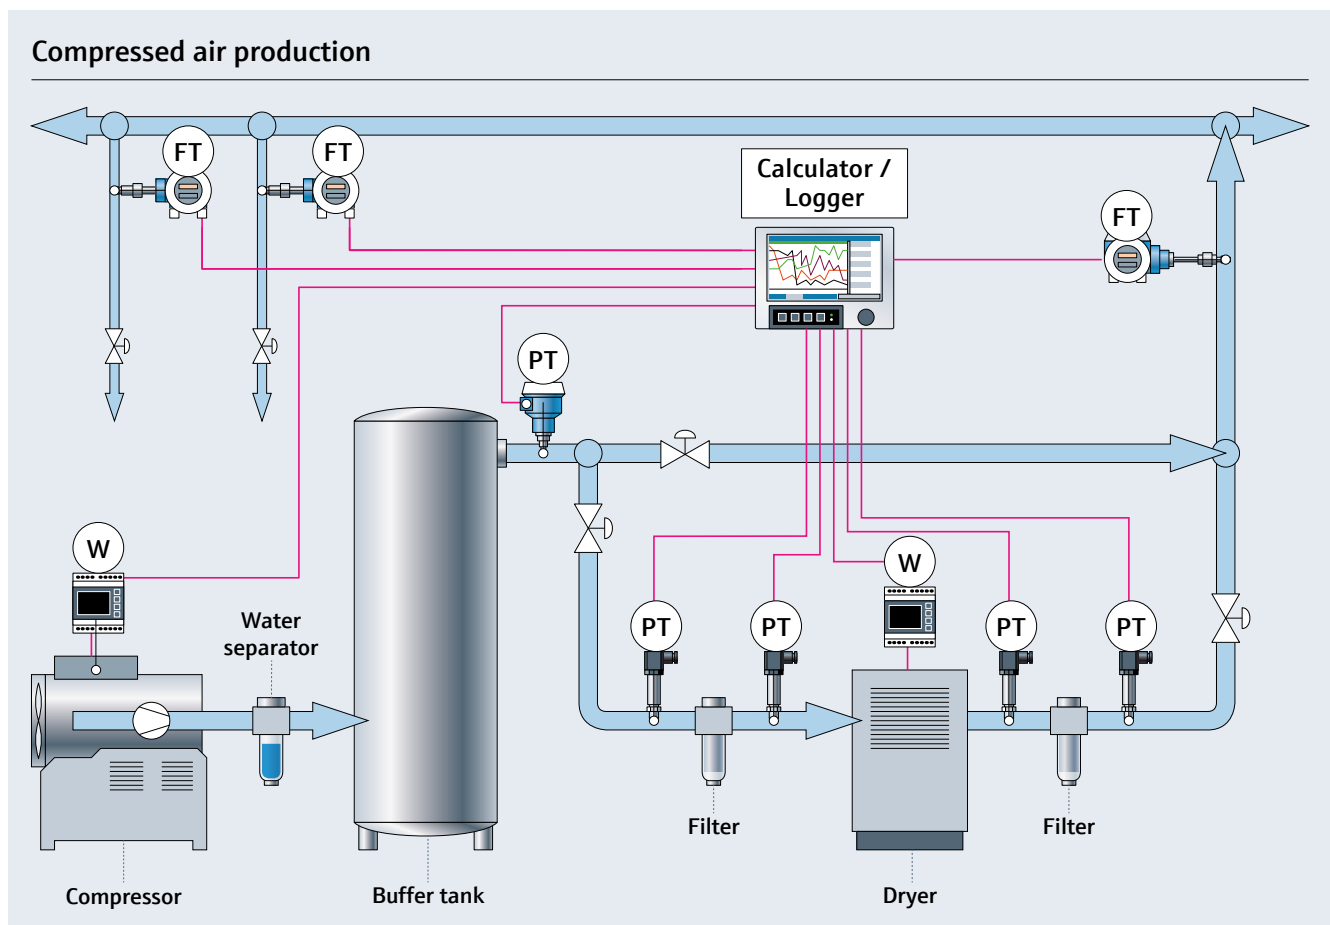 Compressed air production
FT
FT
Calculator /
Logger
FT
PT
W
W
Water
separator
PT
PT
PT
PT
Filter
Filter
Compressor
Buffer tank
Dryer